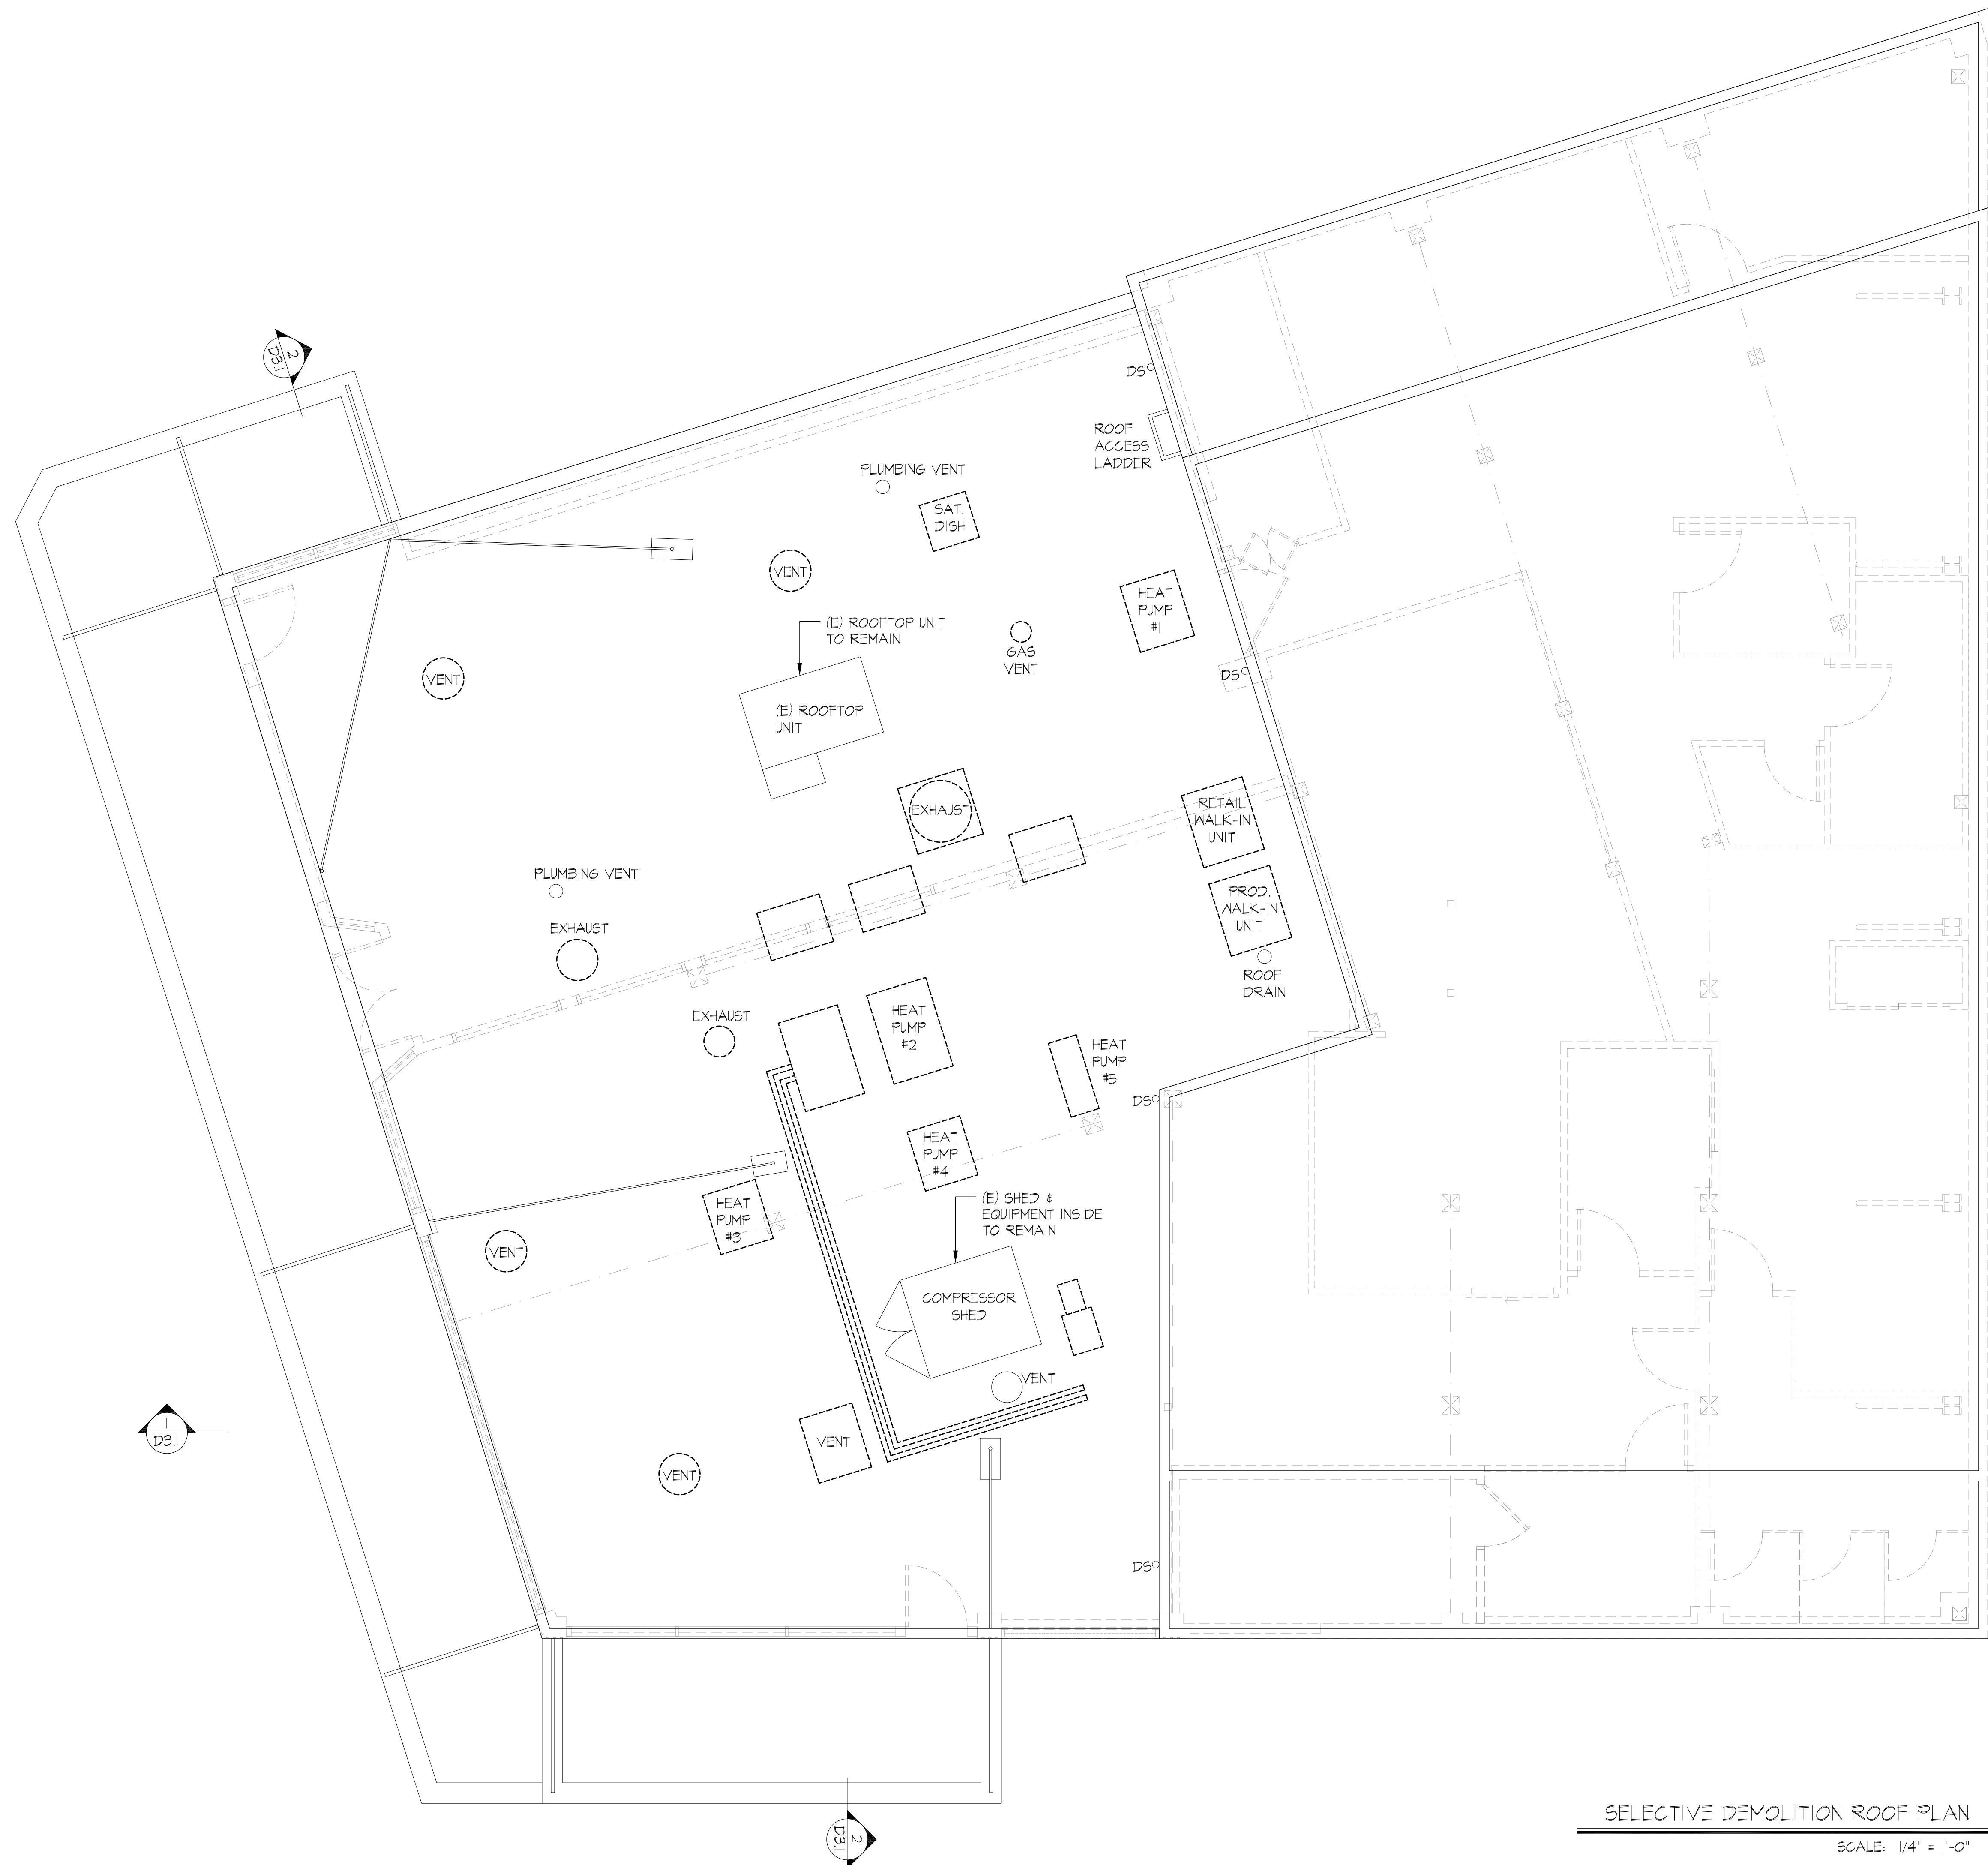 2
D3.1
DS
ROOF
ACCESS
LADDER
PLUMBING VENT
SAT.
DISH
VENT
HEAT
PUMP
#1
(E) ROOFTOP UNIT
TO REMAIN
GAS
VENT
VENT
DS
(E) ROOFTOP
UNIT
EXHAUST
RETAIL
WALK-IN
UNIT
PLUMBING VENT
PROD.
WALK-IN
UNIT
EXHAUST
ROOF
DRAIN
EXHAUST
HEAT
PUMP
#2
HEAT
PUMP
#5
DS
HEAT
PUMP
#4
HEAT
PUMP
#3
(E) SHED &
EQUIPMENT INSIDE
TO REMAIN
VENT
COMPRESSOR
SHED
VENT
1
D3.1
VENT
VENT
DS
2
D3.1
SELECTIVE DEMOLITION ROOF PLAN
SCALE: 1/4" = 1'-0"